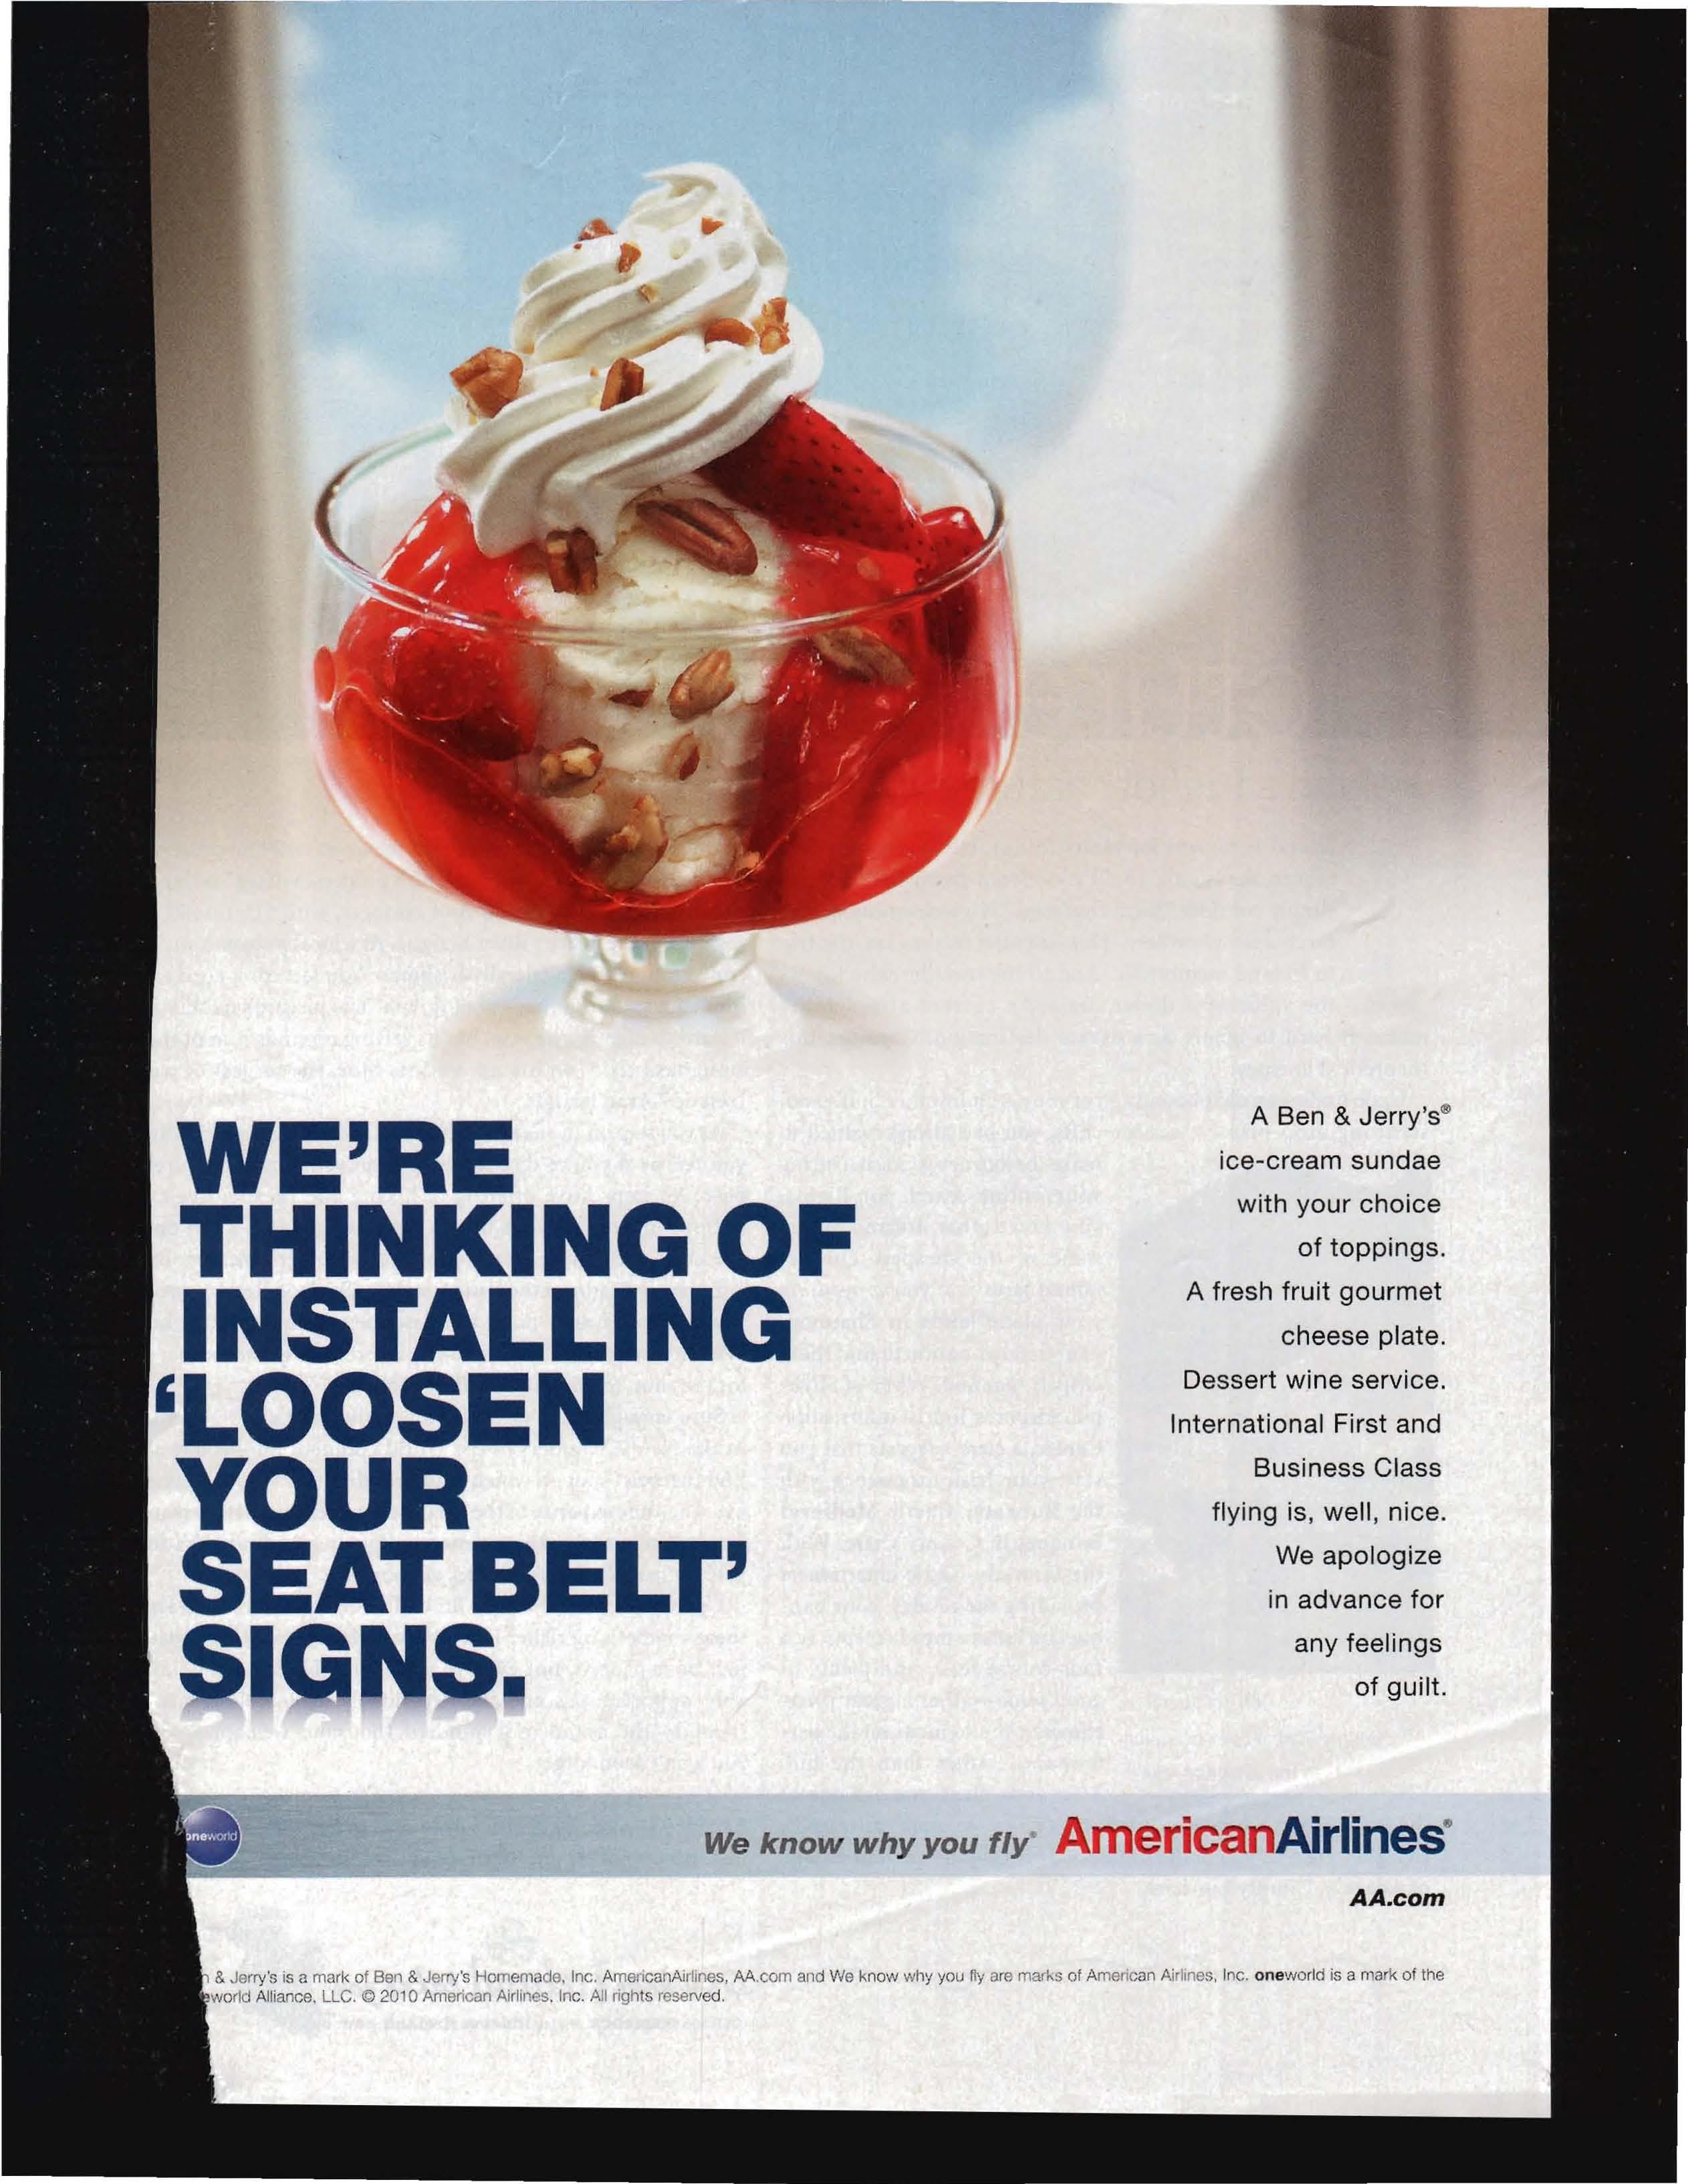 WE'RE
THINKING OF
INSTALLING
‘LOOSEN
YOUR
SEAT BELT’
SIGNS.
A Ben & Jerry's®
ice-cream sundae
with your choice
of toppings.
A fresh fruit gourmet
cheese plate.
Dessert wine service.
International First and
Business Class
flying is, well, nice.
We apologize
in advance for
any feelings
of guilt.
oneworld
We know why you fly® AmericanAirlines®
AA.com
& Jerry's is a mark of Ben & Jerry's Homemade, Inc. AmericanAirlines, AA.com and We know why you fly are marks of American Airlines, Inc. oneworld is a mark of the
eworld Alliance, LLC. © 2010 American Airlines, Inc. All rights reserved.